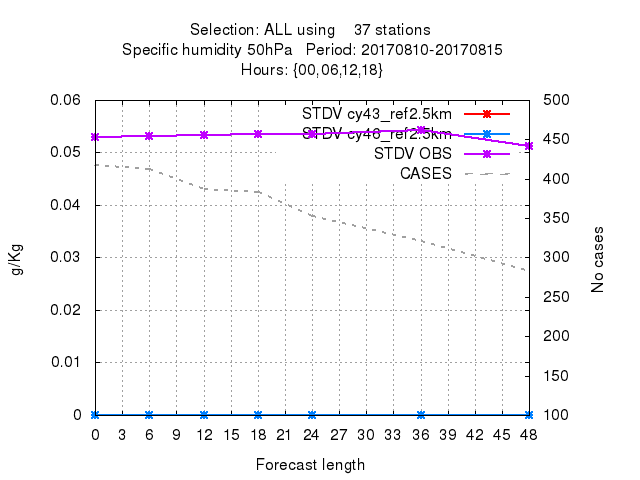 Selection: ALL using 37 stations
Specific humidity 50hPa Period: 20170810-20170815
Hours: {00,06,12,18}
STDV cy43_ref2.5km
STDV cy46_ref2.5km
STDV OBS
CASES
0.06
0.05
0.04
0.03
0.02
0.01
0
g/Kg
500
450
400
350
300
250
200
150
100
No cases
0 3 6 9 12 15 18 21 24 27 30 33 36 39 42 45 48
Forecast length